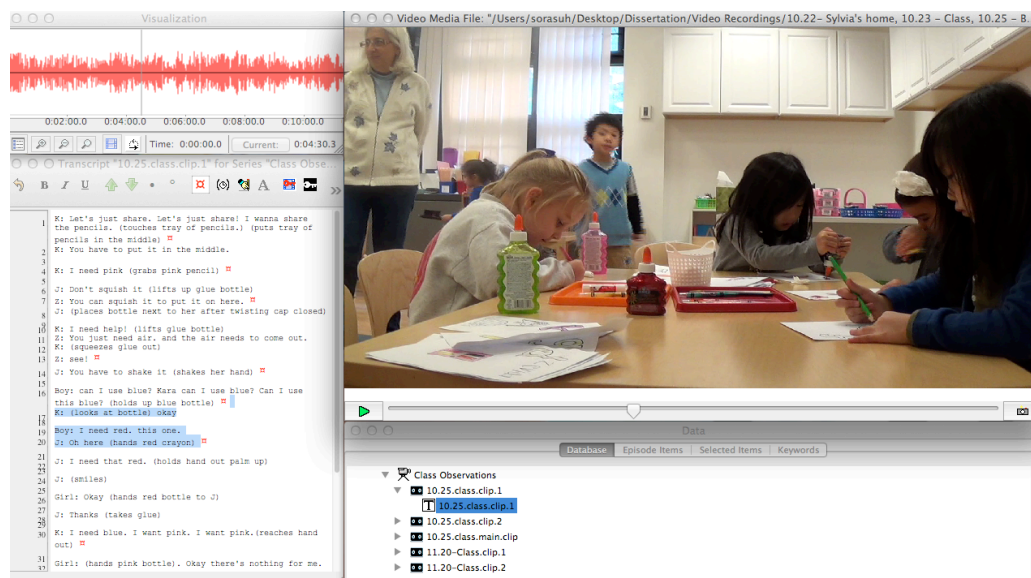 Visualization
0:02:00.0 0:04:00.0 0:06:00.0 0:08:00.0 0:10:00.0
Time: 0:00:00.0 Current: 0:04:30.3
Transcript "10.25.class.clip.1" for Series "Class Obse...
B I U A
1 K: Let's just share. Let's just share! I wanna share
the pencils. (touches tray of pencils.) (puts tray of
pencils in the middle) ¤
2 K: You have to put it in the middle.
3
4 K: I need pink (grabs pink pencil) ¤
5
6 J: Don't squish it (lifts up glue bottle)
7 Z: You can squish it to put it on here. ¤
8 J: (places bottle next to her after twisting cap closed)
9
10 K: I need help! (lifts glue bottle)
11 Z: You just need air. and the air needs to come out.
12 K: (squeezes glue out)
13 Z: see! ¤
14 J: You have to shake it (shakes her hand) ¤
15
16 Boy: can I use blue? Kara can I use blue? Can I use
this blue? (holds up blue bottle) ¤
17 K: (looks at bottle) okay
18
19 Boy: I need red. this one.
20 J: Oh here (hands red crayon) ¤
21
22 J: I need that red. (holds hand out palm up)
23
24 J: (smiles)
25
26 Girl: Okay (hands red bottle to J)
27 J: Thanks (takes glue)
28
29
30 K: I need blue. I want pink. I want pink.(reaches hand
out) ¤
31
32 Girl: (hands pink bottle). Okay there's nothing for me.
Video Media File: "/Users/sorasuh/Desktop/Dissertation/Video Recordings/10.22- Sylvia's home, 10.23 - Class, 10.25 - B...
Data
Database Episode Items Selected Items Keywords
Class Observations
10.25.class.clip.1
T 10.25.class.clip.1
10.25.class.clip.2
10.25.class.main.clip
11.20-Class.clip.1
11.20-Class.clip.2